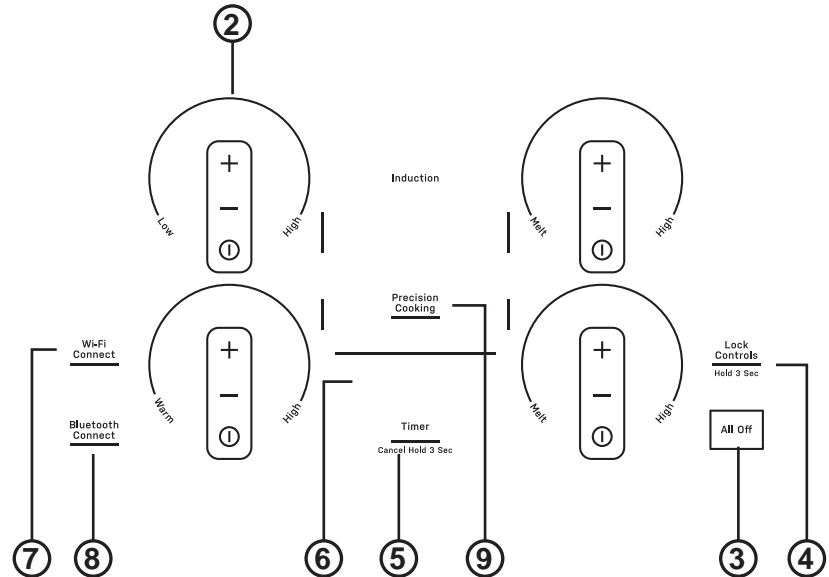 2
+
−
Low
High
Induction
+
−
Melt
High
Precision
Cooking
Wi-Fi
Connect
+
−
Warm
High
+
−
Melt
High
Lock
Controls
Hold 3 Sec
Bluetooth
Connect
Timer
Cancel Hold 3 Sec
All Off
7 8 6 5 9 3 4